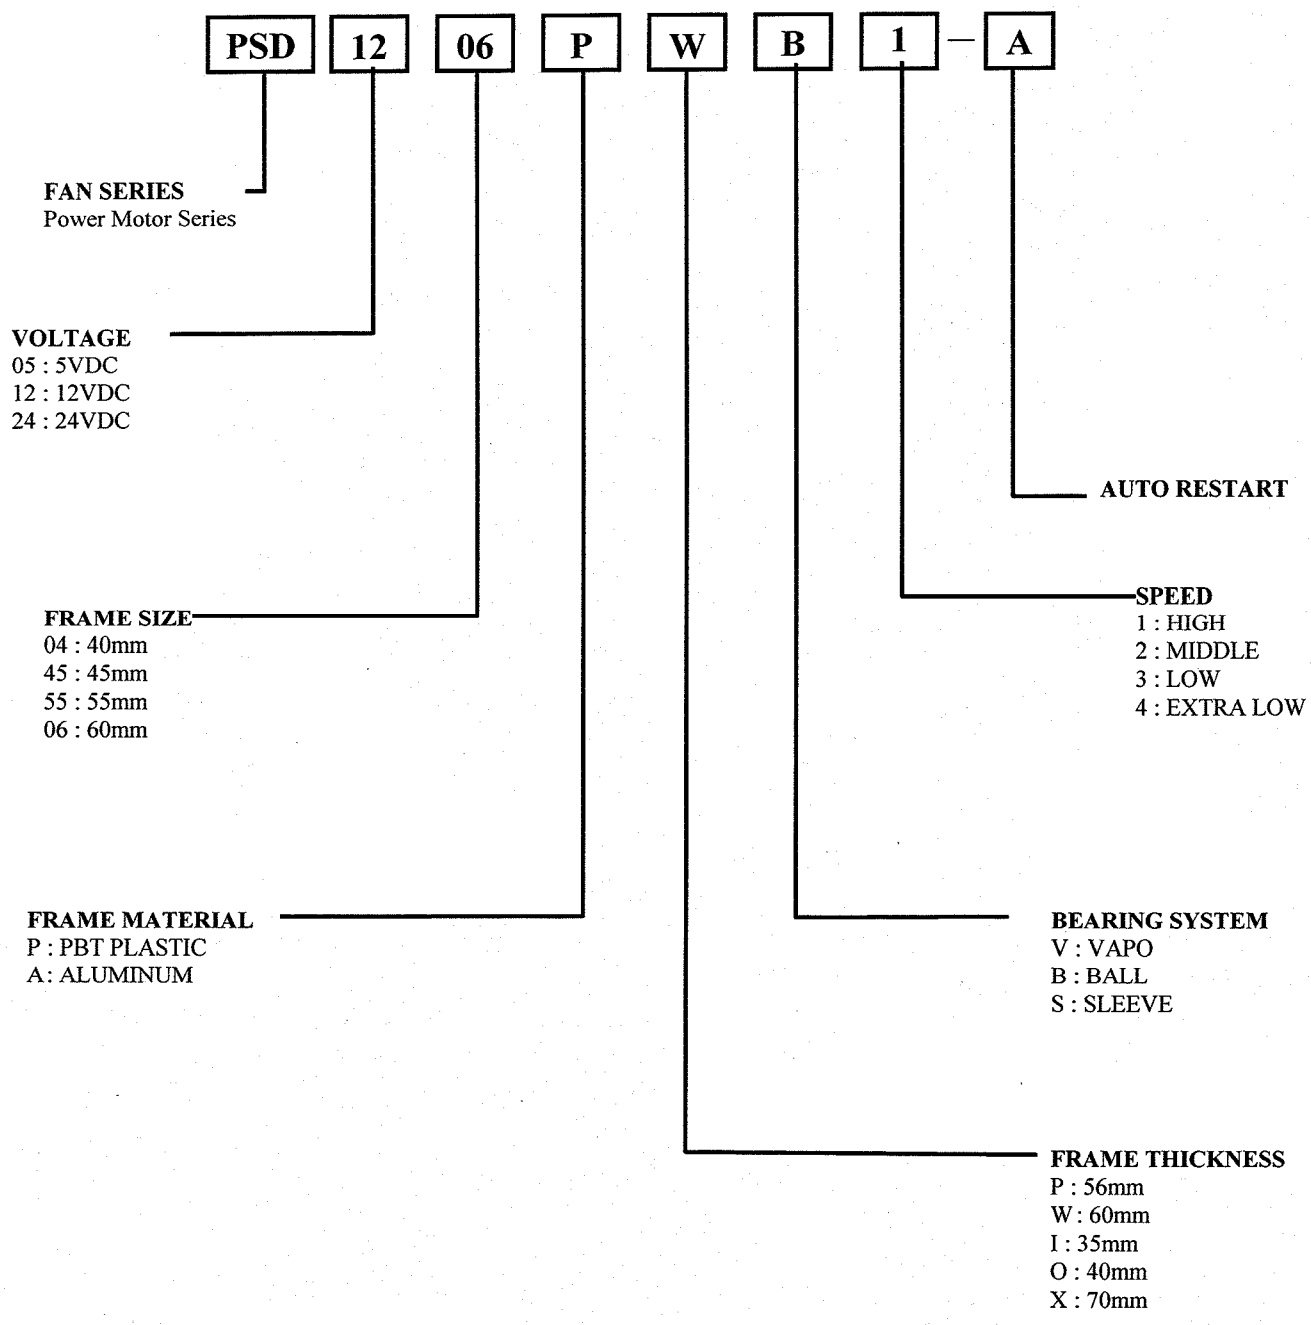 PSD 12 06 P W B 1 — A
FAN SERIES
Power Motor Series
VOLTAGE
05 : 5VDC
12 : 12VDC
24 : 24VDC
AUTO RESTART
FRAME SIZE
04 : 40mm
45 : 45mm
55 : 55mm
06 : 60mm
SPEED
1 : HIGH
2 : MIDDLE
3 : LOW
4 : EXTRA LOW
FRAME MATERIAL
P : PBT PLASTIC
A : ALUMINUM
BEARING SYSTEM
V : VAPO
B : BALL
S : SLEEVE
FRAME THICKNESS
P : 56mm
W : 60mm
I : 35mm
O : 40mm
X : 70mm